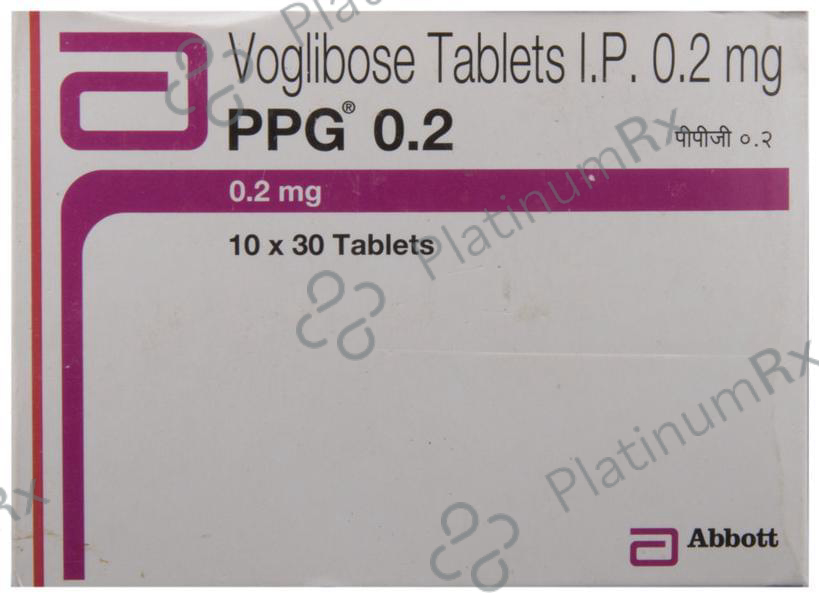 Voglibose Tablets I.P. 0.2 mg
PPG® 0.2
पीपीजी ०.२
0.2 mg
10 x 30 Tablets
Abbott
PlatinumRx
PlatinumRx
PlatinumRx
Rx